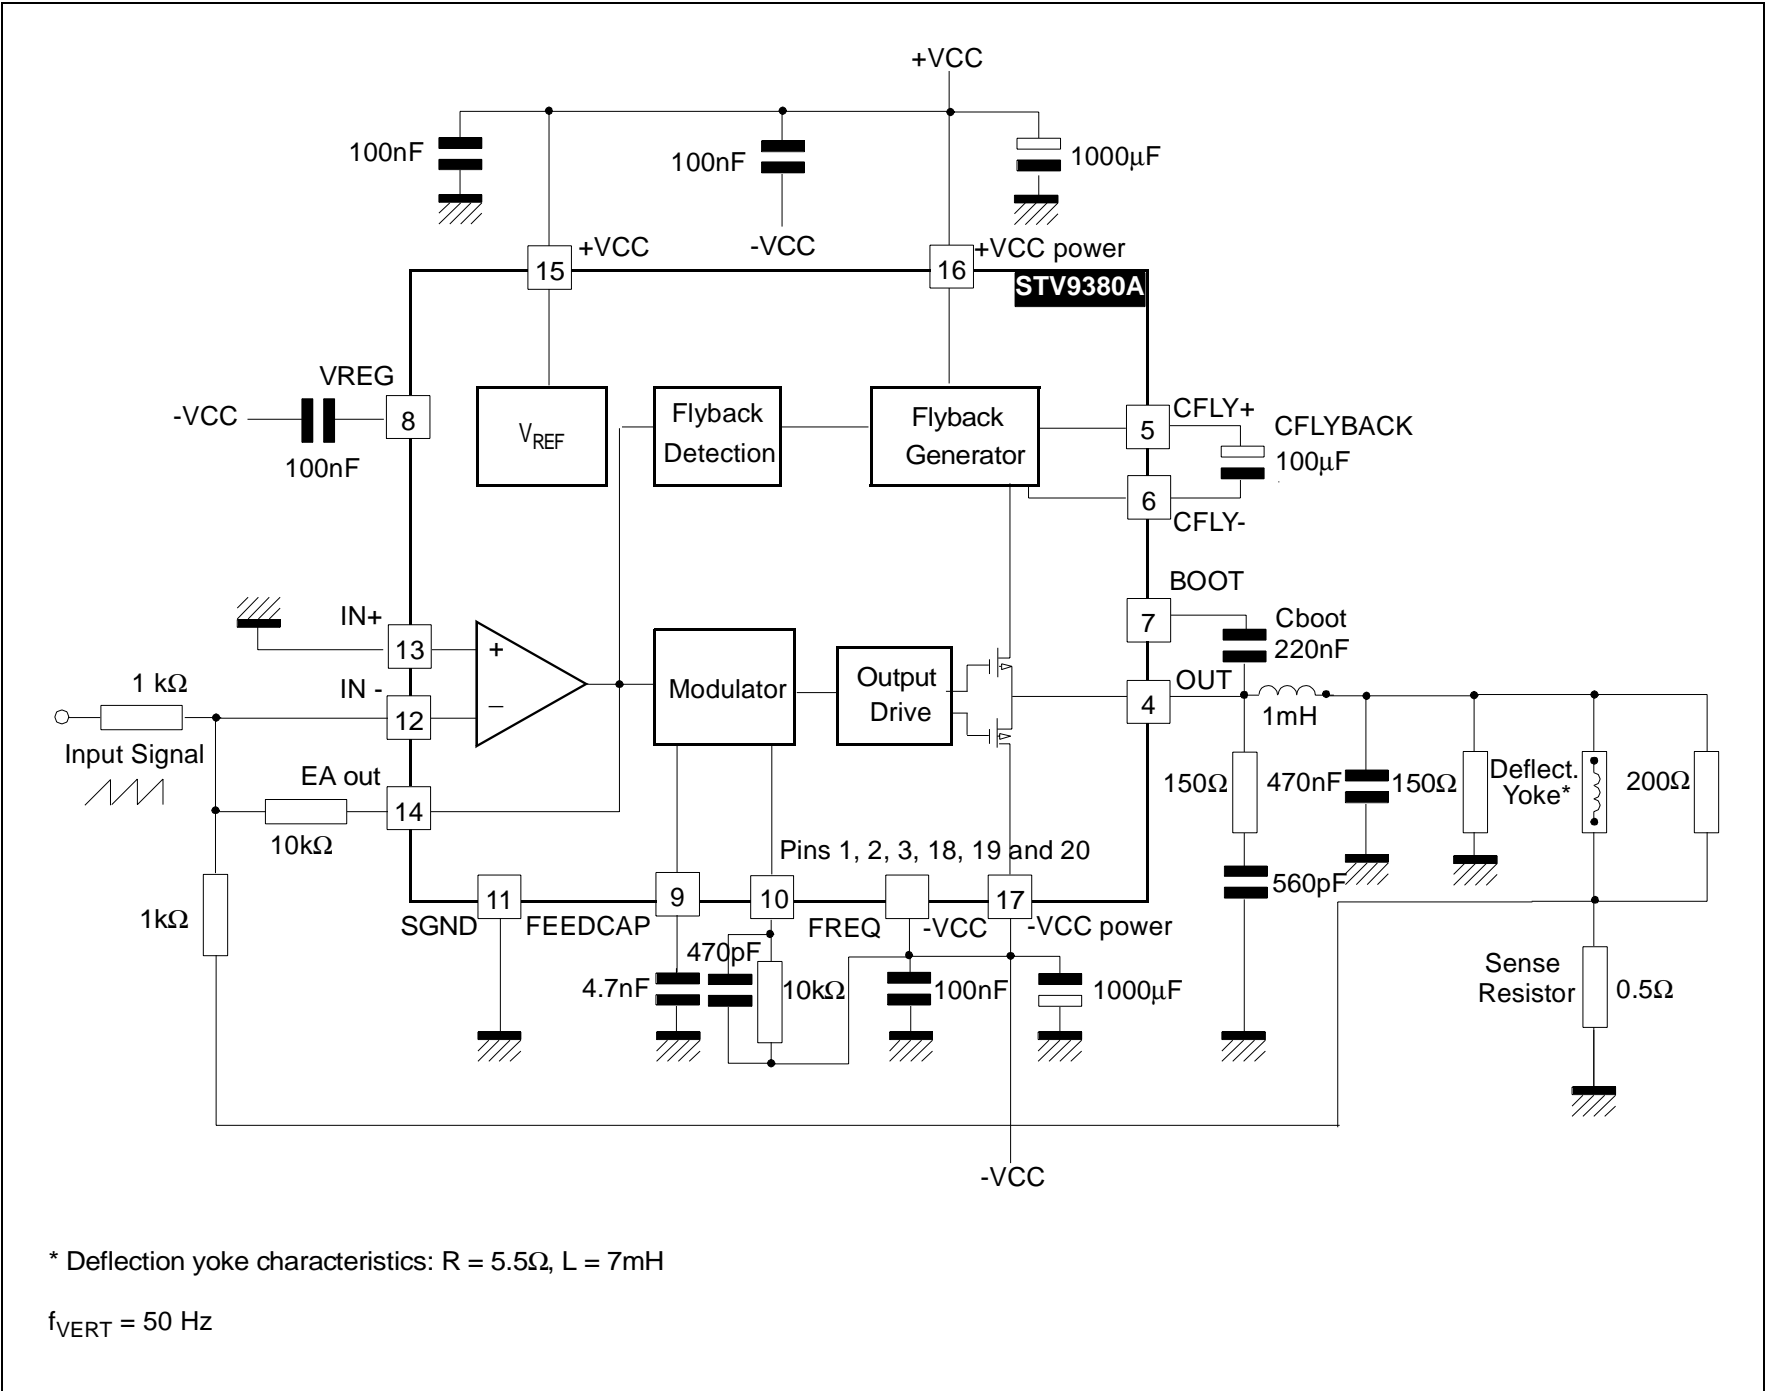 +VCC
100nF
100nF
1000µF
+VCC
-VCC
+VCC power
15
16
STV9380A
VREG
-VCC
8
100nF
VREF
Flyback
Detection
Flyback
Generator
5
CFLY+
CFLYBACK
100µF
6
CFLY-
BOOT
7
Cboot
220nF
IN+
13
+
1 kΩ
IN -
12
–
Input Signal
Modulator
Output
Drive
OUT
4
1mH
EA out
14
10kΩ
150Ω
470nF
150Ω
Deflect.
Yoke*
200Ω
Pins 1, 2, 3, 18, 19 and 20
560pF
1kΩ
11
9
10
17
SGND
FEEDCAP
FREQ
-VCC
-VCC power
470pF
4.7nF
10kΩ
100nF
1000µF
Sense
Resistor
0.5Ω
-VCC
* Deflection yoke characteristics: R = 5.5Ω, L = 7mH
fVERT = 50 Hz